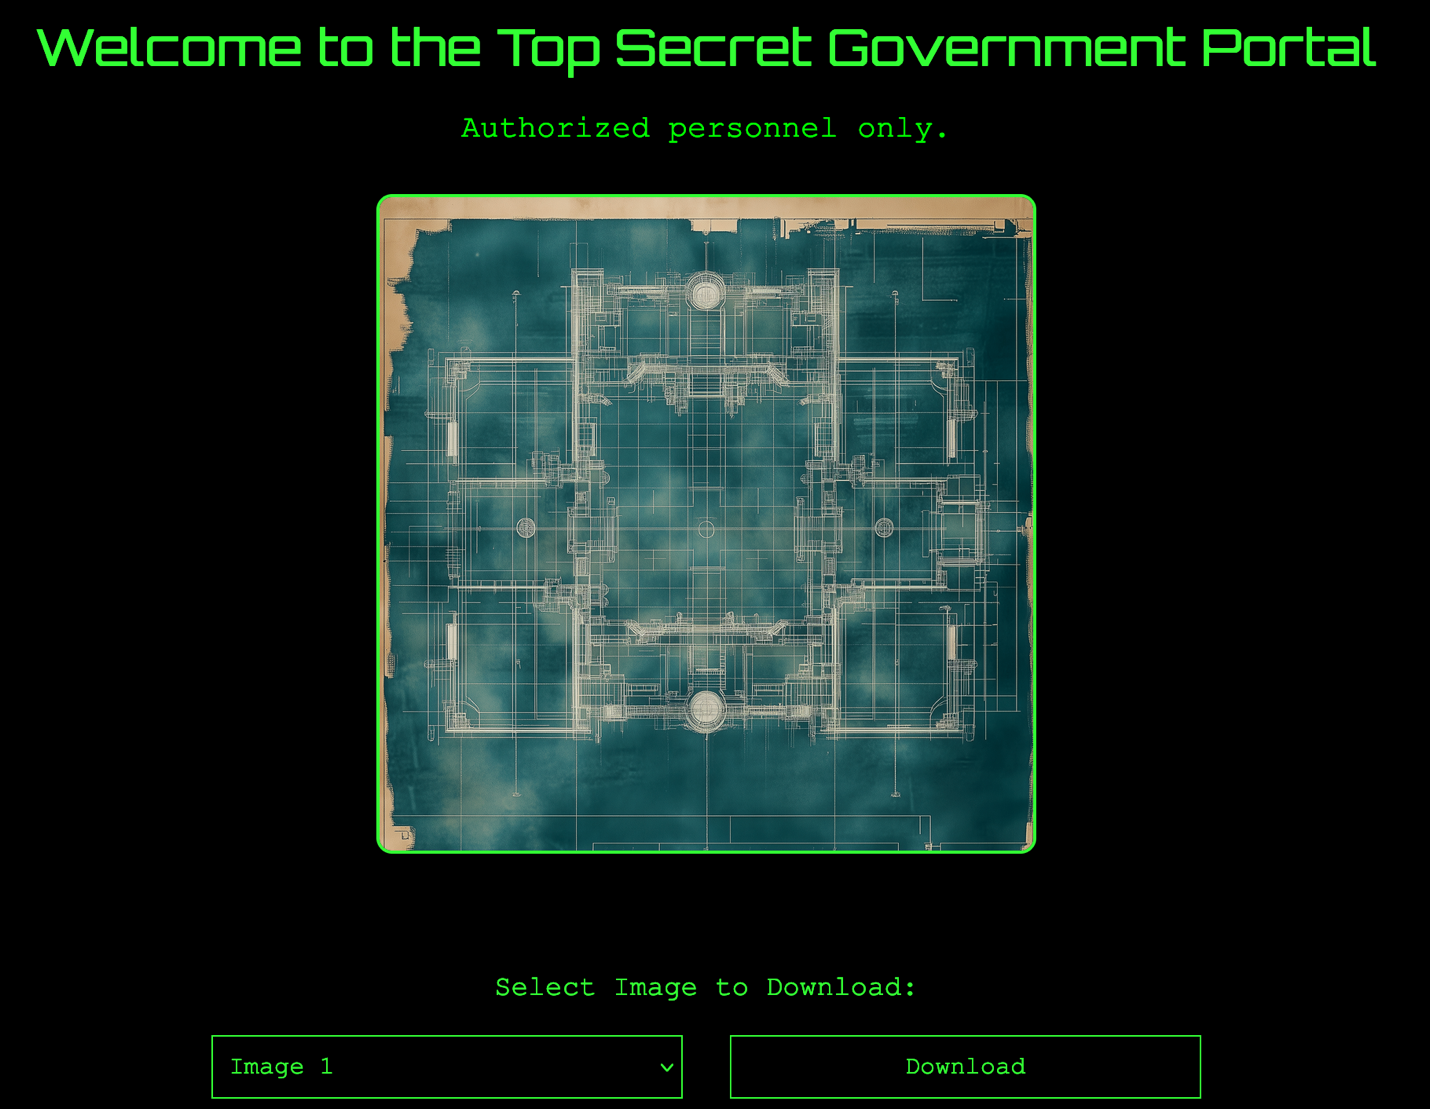 Welcome to the Top Secret Government Portal
Authorized personnel only.
Select Image to Download:
Image 1
Download